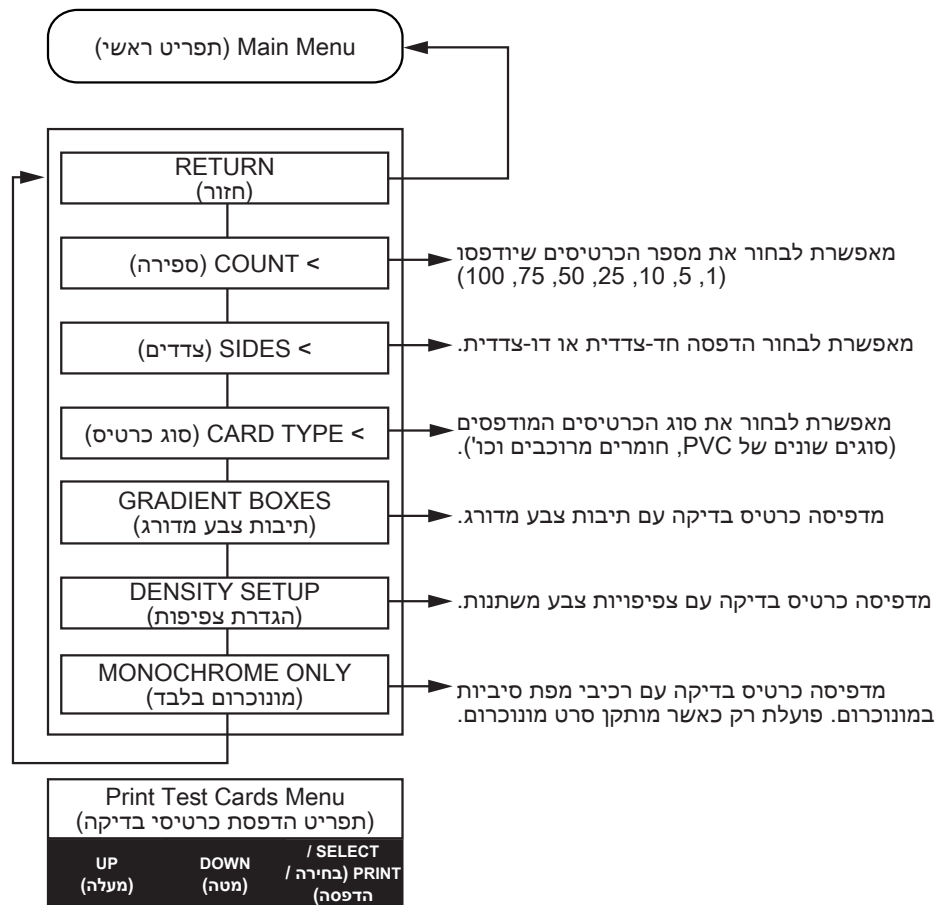 Main Menu (תפריט ראשי)
RETURN
(חזור)
COUNT > (ספירה)
מאפשרת לבחור את מספר הכרטיסים שיודפסו
(1, 5, 10, 25, 50, 75, 100)
SIDES > (צדדים)
מאפשרת לבחור הדפסה חד-צדדית או דו-צדדית.
CARD TYPE > (סוג כרטיס)
מאפשרת לבחור את סוג הכרטיסים המודפסים
(סוגים שונים של PVC, חומרים מרוכבים וכו').
GRADIENT BOXES
(תיבות צבע מדורג)
מדפיסה כרטיס בדיקה עם תיבות צבע מדורג.
DENSITY SETUP
(הגדרת צפיפות)
מדפיסה כרטיס בדיקה עם צפיפויות צבע משתנות.
MONOCHROME ONLY
(מונוכרום בלבד)
מדפיסה כרטיס בדיקה עם רכיבי מפת סיביות
במונוכרום. פועלת רק כאשר מותקן סרט מונוכרום.
Print Test Cards Menu
(תפריט הדפסת כרטיסי בדיקה)
UP
(מעלה)
DOWN
(מטה)
SELECT /
PRINT (בחירה /
הדפסה)